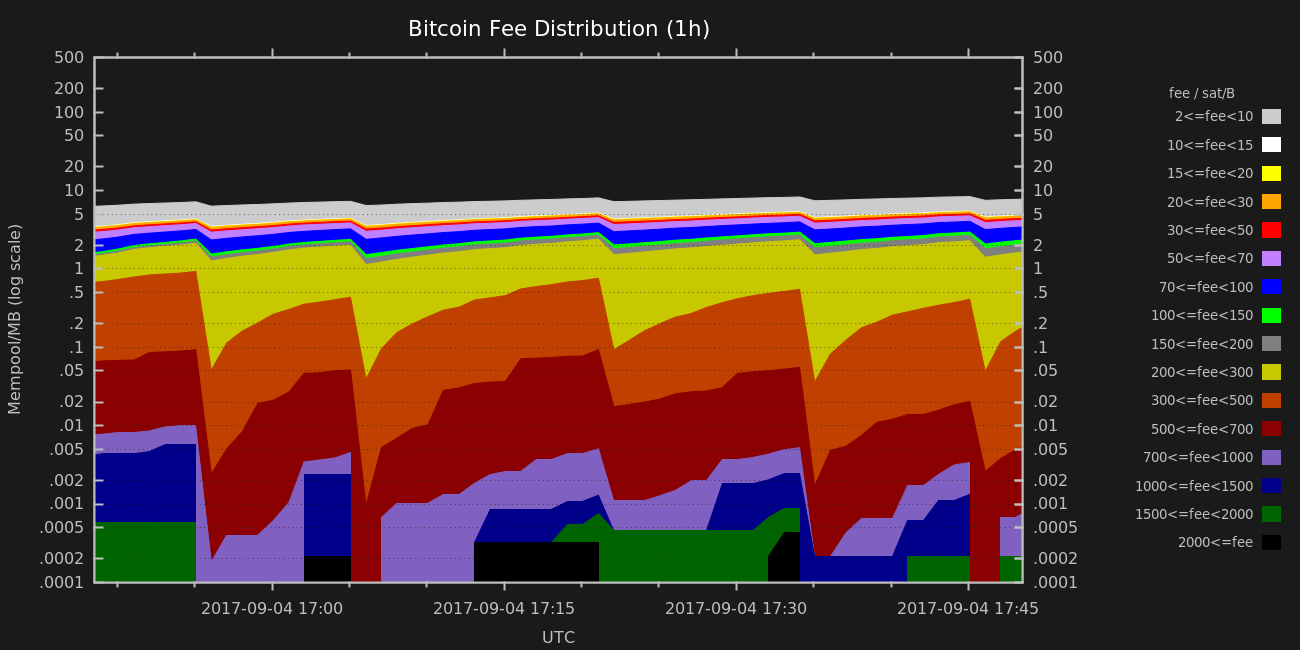 Bitcoin Fee Distribution (1h)
500
200
100
50
20
10
5
2
1
.5
.2
.1
.05
.02
.01
.005
.002
.001
.0005
.0002
.0001
Mempool/MB (log scale)
500
200
100
50
20
10
5
2
1
.5
.2
.1
.05
.02
.01
.005
.002
.001
.0005
.0002
.0001
fee / sat/B
2<=fee<10
10<=fee<15
15<=fee<20
20<=fee<30
30<=fee<50
50<=fee<70
70<=fee<100
100<=fee<150
150<=fee<200
200<=fee<300
300<=fee<500
500<=fee<700
700<=fee<1000
1000<=fee<1500
1500<=fee<2000
2000<=fee
2017-09-04 17:00 2017-09-04 17:15 2017-09-04 17:30 2017-09-04 17:45
UTC